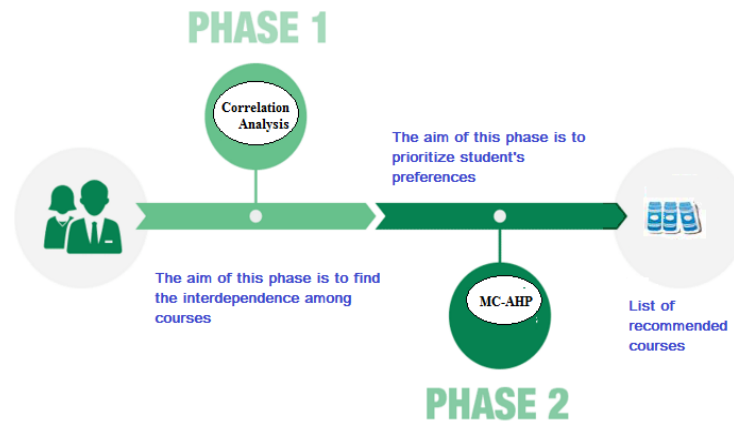 PHASE 1
Correlation
Analysis
The aim of this phase is to
prioritize student's
preferences
The aim of this phase is to find
the interdependence among
courses
MC-AHP
List of
recommended
courses
PHASE 2